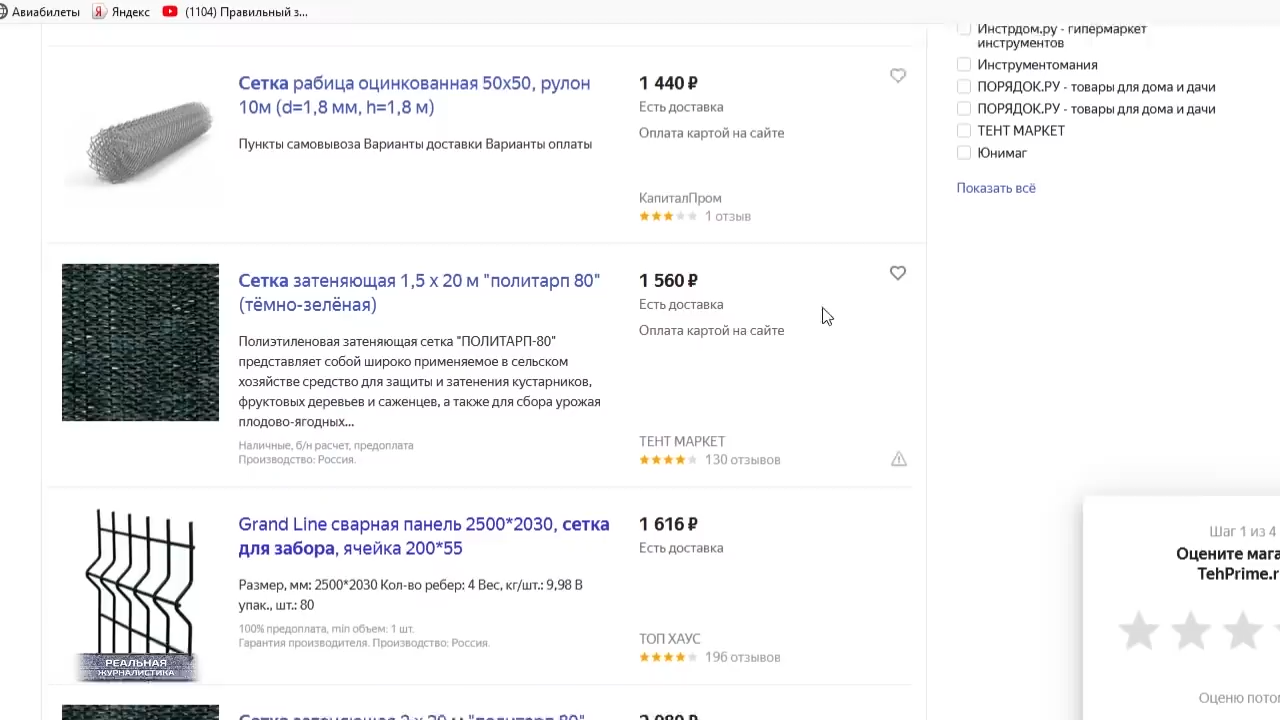 Авиабилеты
Яндекс
(1104) Правильный з...
Сетка рабица оцинкованная 50х50, рулон
10м (d=1,8 мм, h=1,8 м)
Пункты самовывоза Варианты доставки Варианты оплаты
1 440 ₽
Есть доставка
Оплата картой на сайте
КапиталПром
1 отзыв
Сетка затеняющая 1,5 х 20 м "политарп 80"
(тёмно-зелёная)
Полиэтиленовая затеняющая сетка "ПОЛИТАРП-80"
представляет собой широко применяемое в сельском
хозяйстве средство для защиты и затенения кустарников,
фруктовых деревьев и саженцев, а также для сбора урожая
плодово-ягодных...
Наличные, б/н расчет, предоплата
Производство: Россия.
1 560 ₽
Есть доставка
Оплата картой на сайте
ТЕНТ МАРКЕТ
130 отзывов
Grand Line сварная панель 2500*2030, сетка
для забора, ячейка 200*55
Размер, мм: 2500*2030 Кол-во ребер: 4 Вес, кг/шт.: 9,98 В
упак., шт.: 80
100% предоплата, min объем: 1 шт.
Гарантия производителя. Производство: Россия.
1 616 ₽
Есть доставка
ТОП ХАУС
196 отзывов
РЕАЛЬНАЯ
ЖУРНАЛИСТИКА
Сетка затеняющая 2 х 20 м "политарп 80"
2 080 ₽
Инстрдом.ру - гипермаркет
инструментов
Инструментомания
ПОРЯДОК.РУ - товары для дома и дачи
ПОРЯДОК.РУ - товары для дома и дачи
ТЕНТ МАРКЕТ
Юнимаг
Показать всё
Шаг 1 из 4
Оцените мага
TehPrime.r
Оценю пото